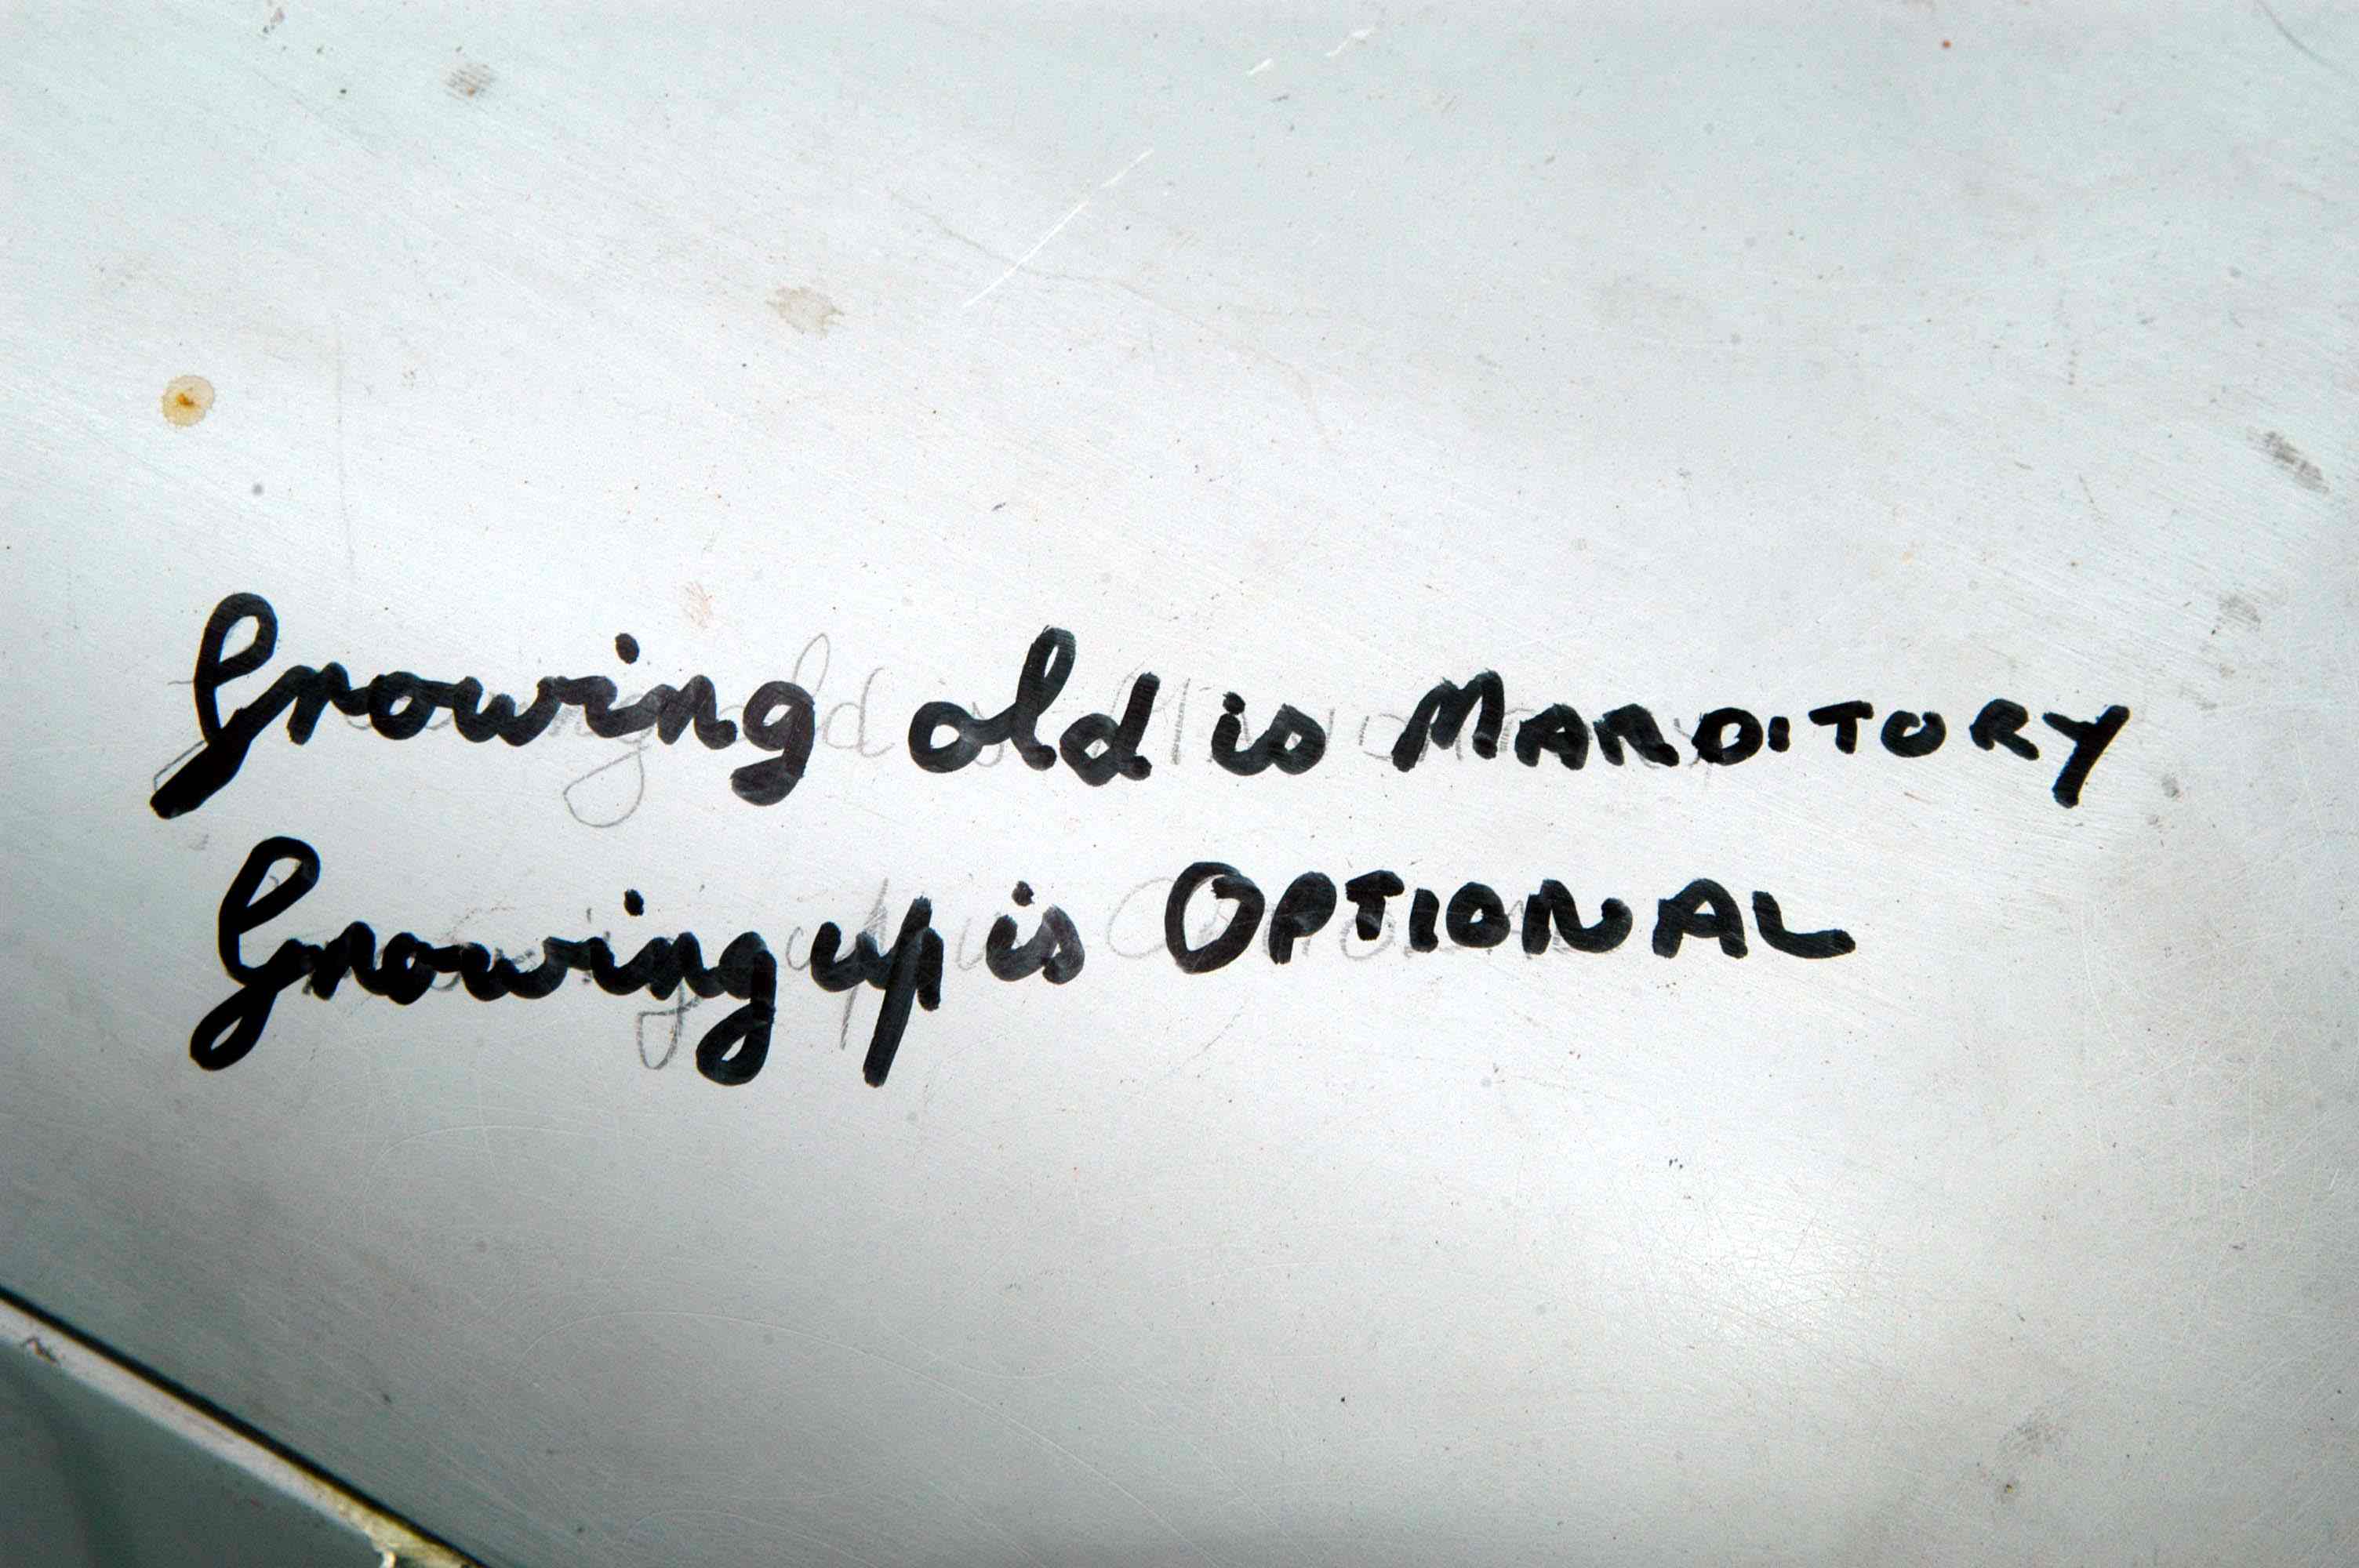 Growing old is MANDITORY
Growing up is OPTIONAL